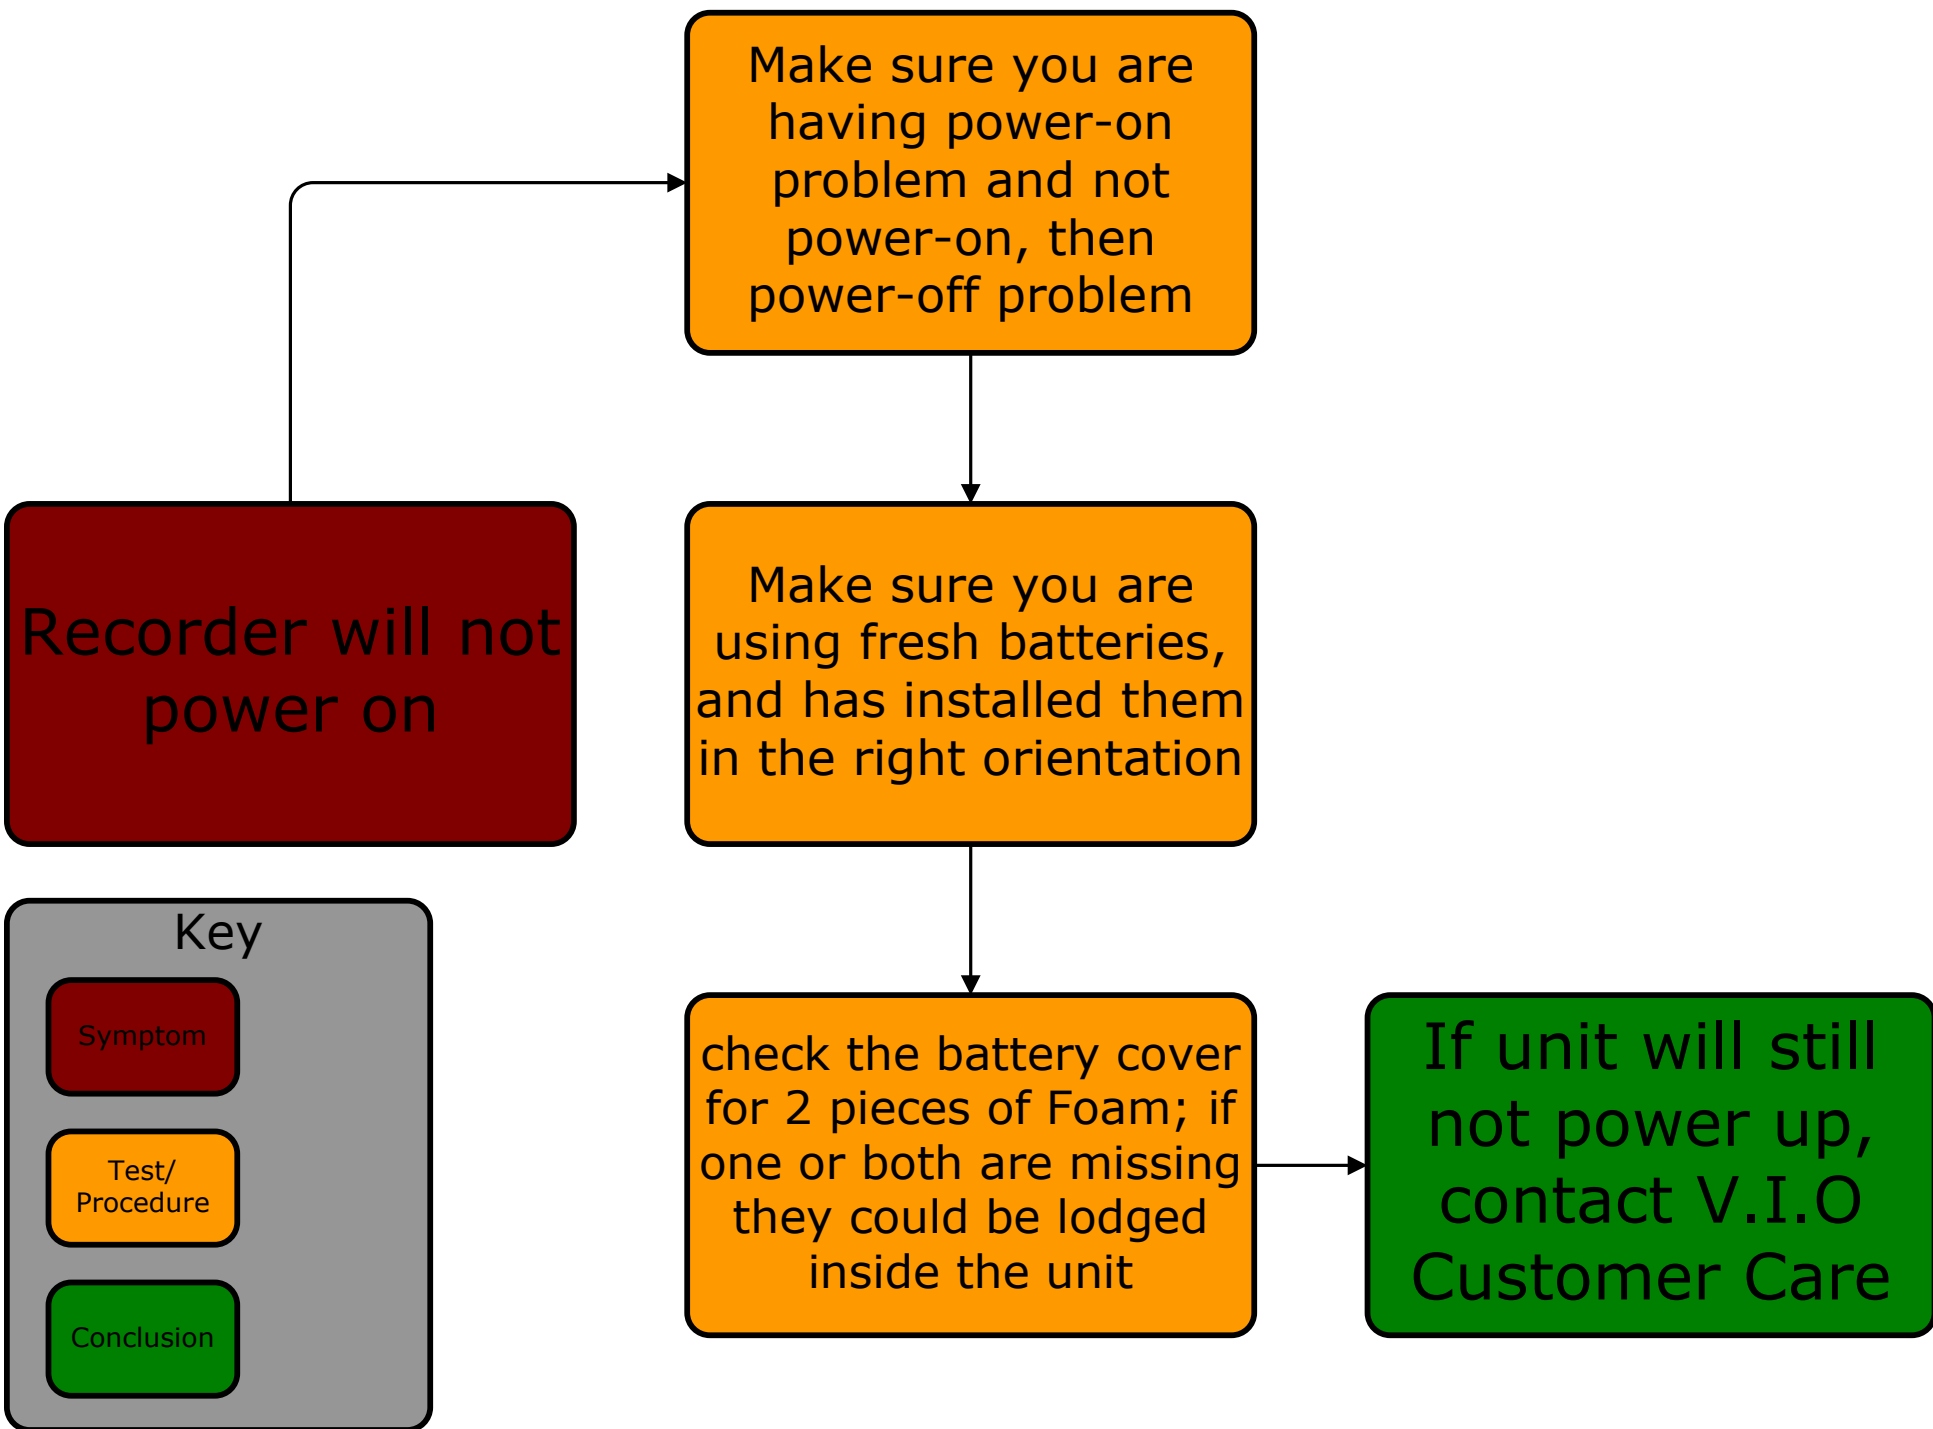 Make sure you are
having power-on
problem and not
power-on, then
power-off problem
Recorder will not
power on
Make sure you are
using fresh batteries,
and has installed them
in the right orientation
Key
Symptom
Test/
Procedure
Conclusion
check the battery cover
for 2 pieces of Foam; if
one or both are missing
they could be lodged
inside the unit
If unit will still
not power up,
contact V.I.O
Customer Care